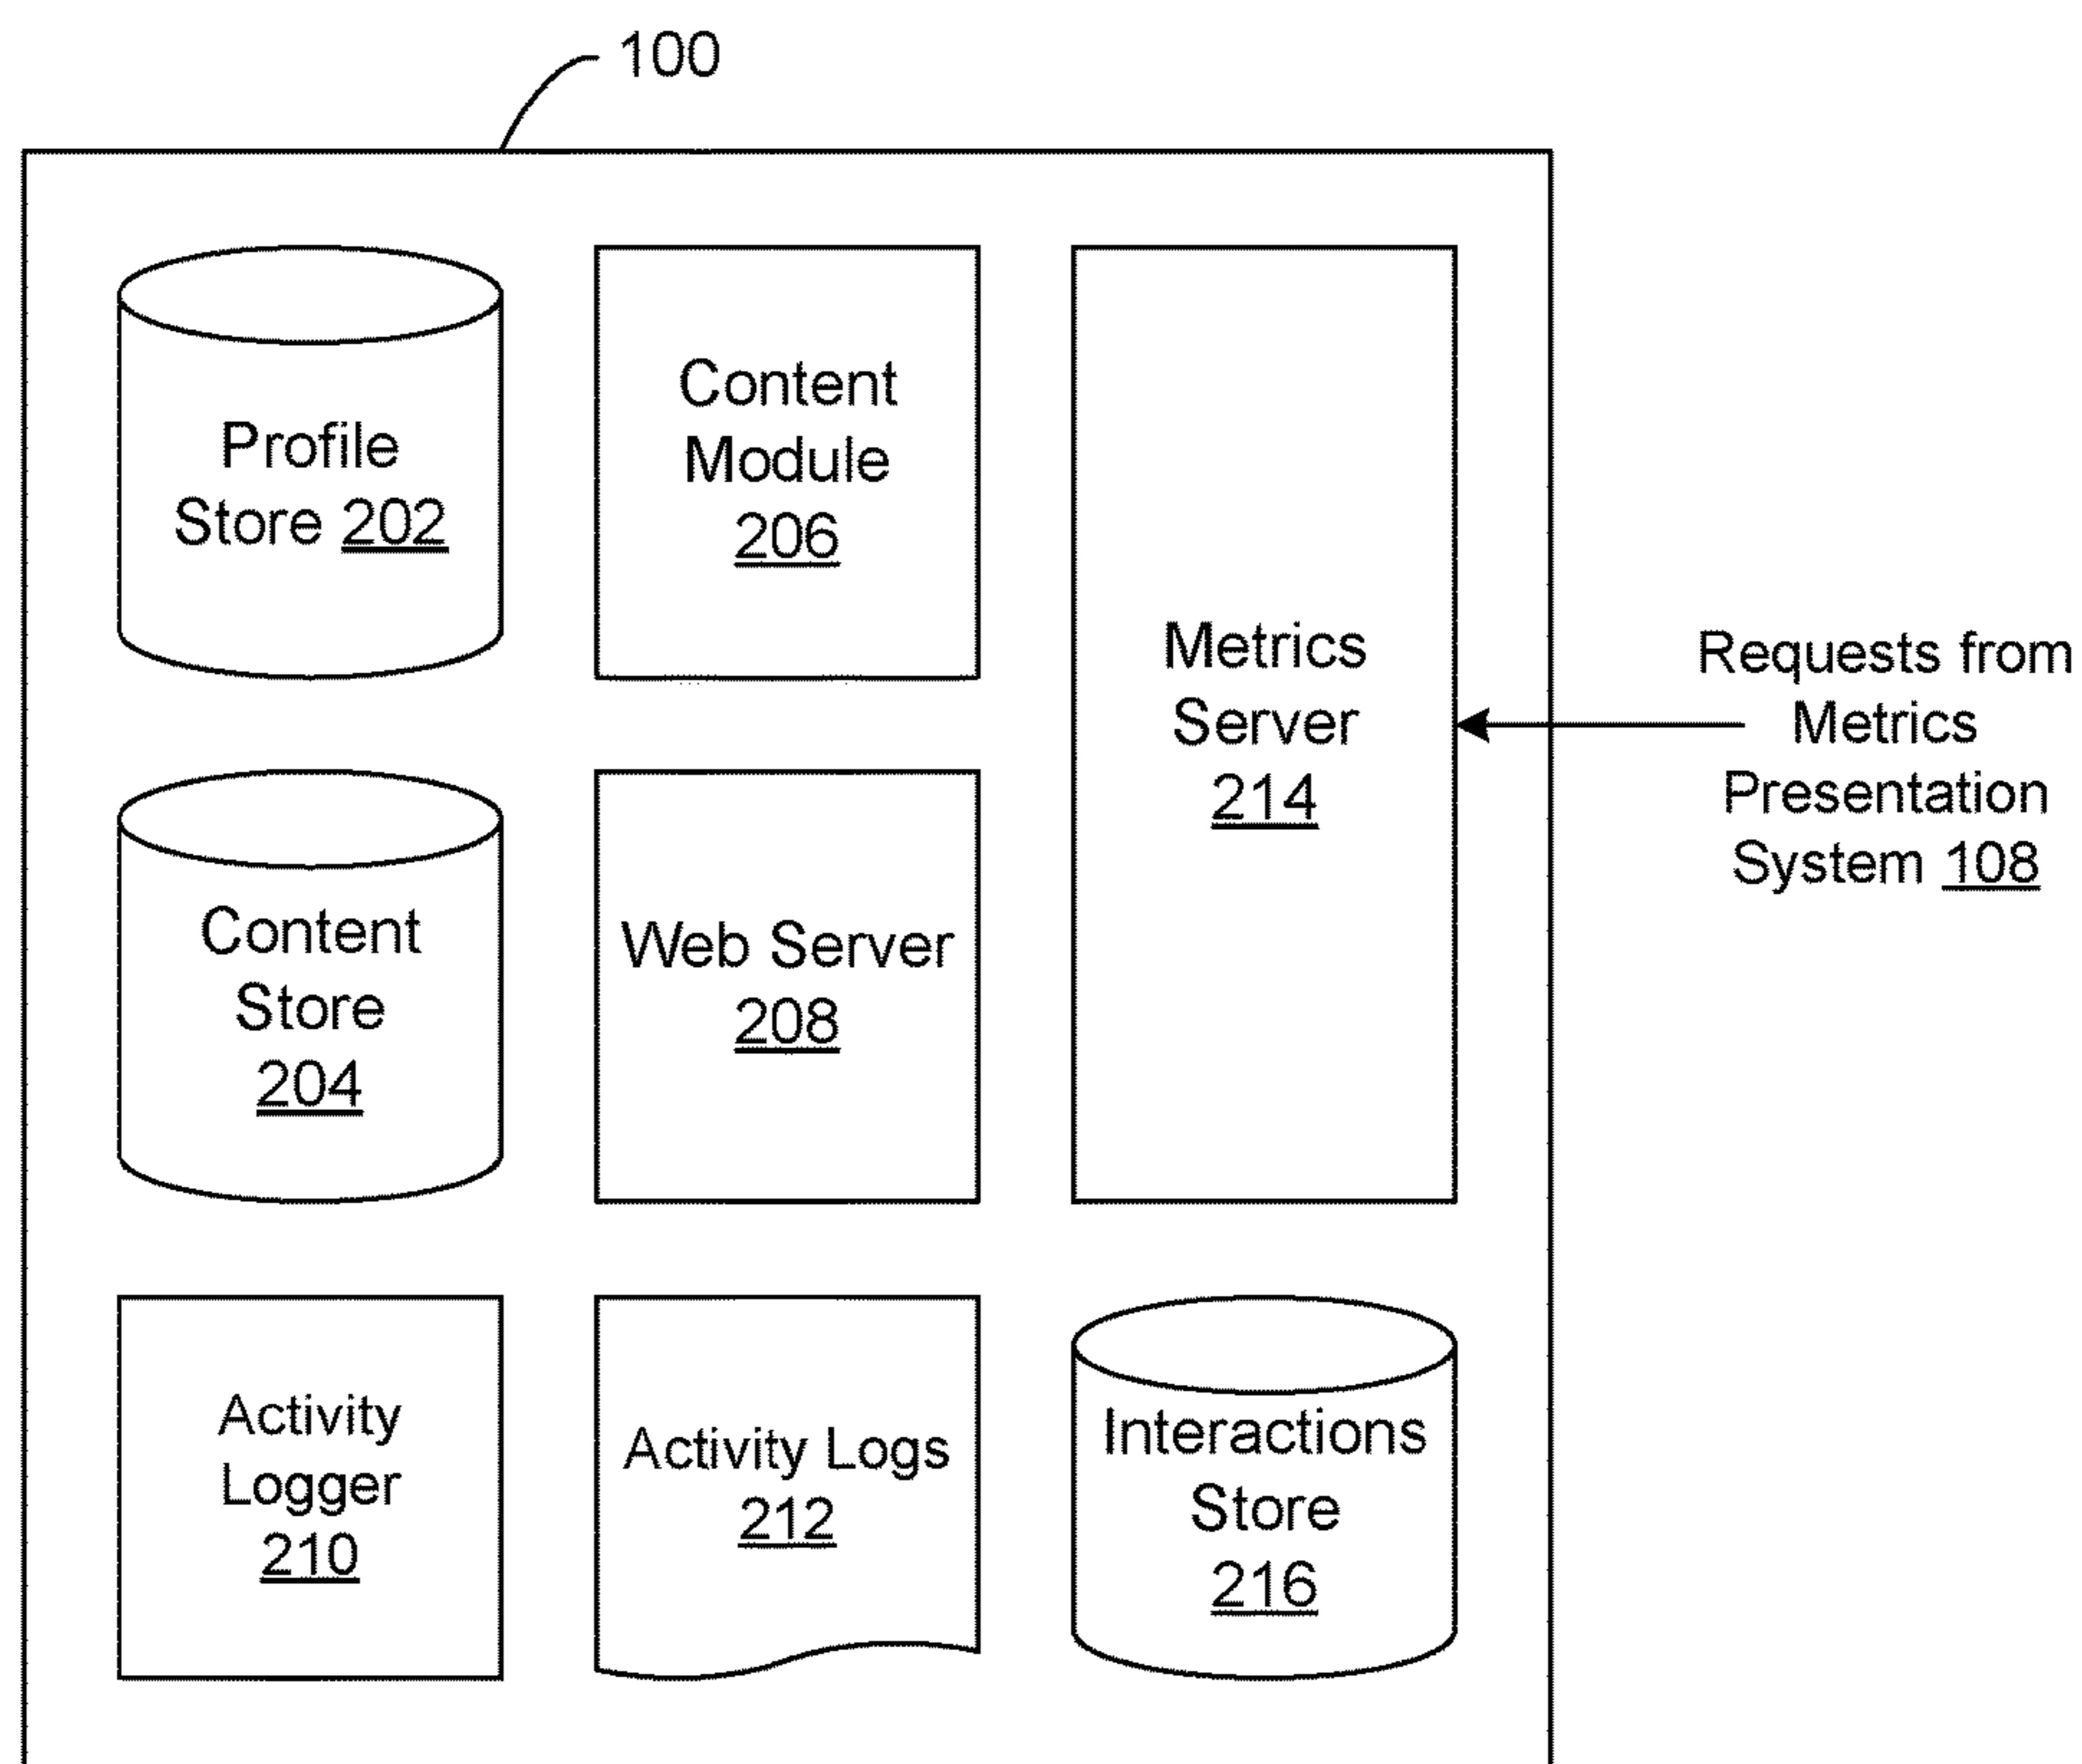 100
Profile
Store 202
Content
Module
206
Metrics
Server
214
Requests from
Metrics
Presentation
System 108
Content
Store
204
Web Server
208
Activity
Logger
210
Activity Logs
212
Interactions
Store
216